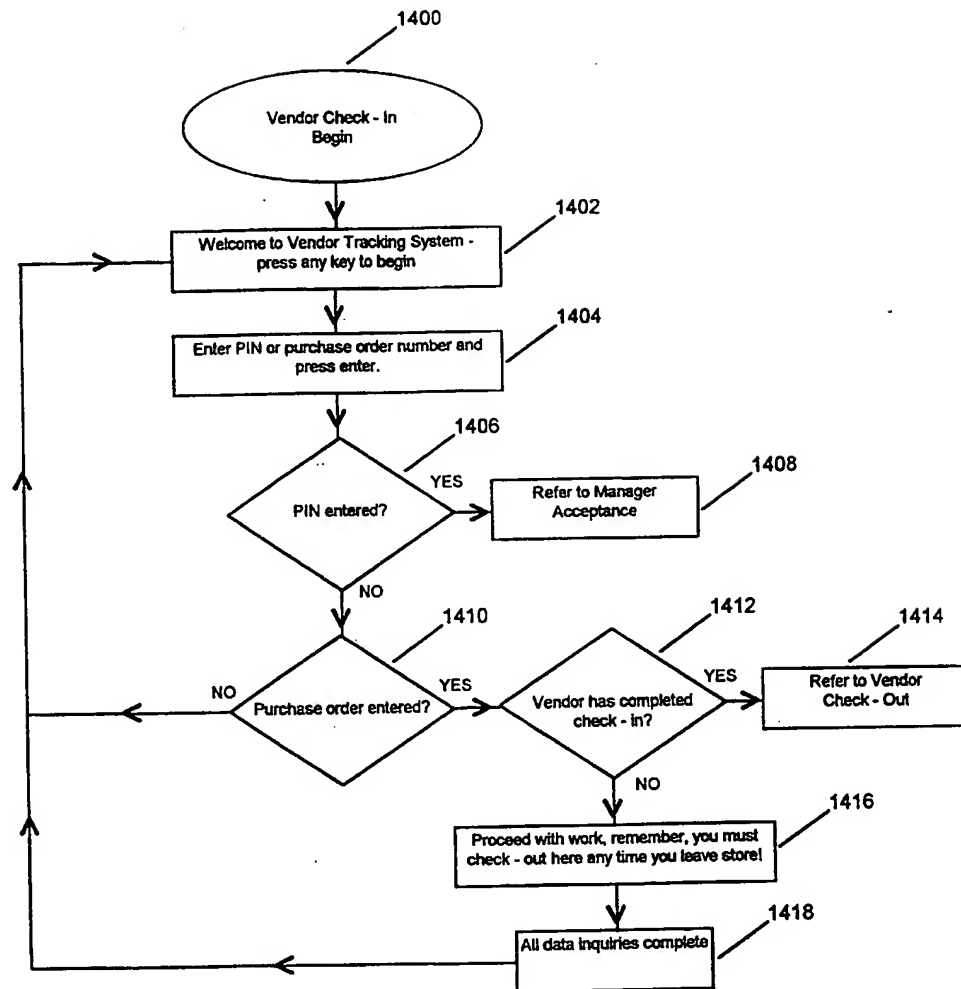 1400
Vendor Check - In
Begin
1402
Welcome to Vendor Tracking System -
press any key to begin
1404
Enter PIN or purchase order number and
press enter.
1406
YES
1408
PIN entered?
Refer to Manager
Acceptance
NO
1410
1412
1414
NO
YES
YES
Refer to Vendor
Check - Out
Purchase order entered?
Vendor has completed
check - in?
NO
1416
Proceed with work, remember, you must
check - out here any time you leave store!
1418
All data inquiries complete